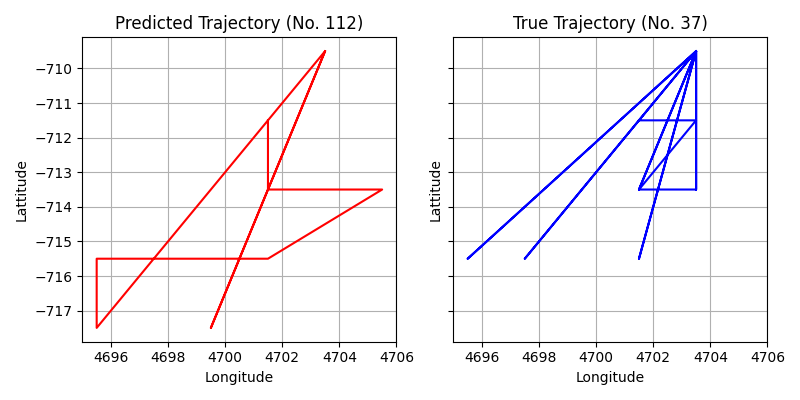 Predicted Trajectory (No. 112)
True Trajectory (No. 37)
−710
−711
−712
−713
−714
−715
−716
−717
Lattitude
Lattitude
4696 4698 4700 4702 4704 4706
4696 4698 4700 4702 4704 4706
Longitude
Longitude